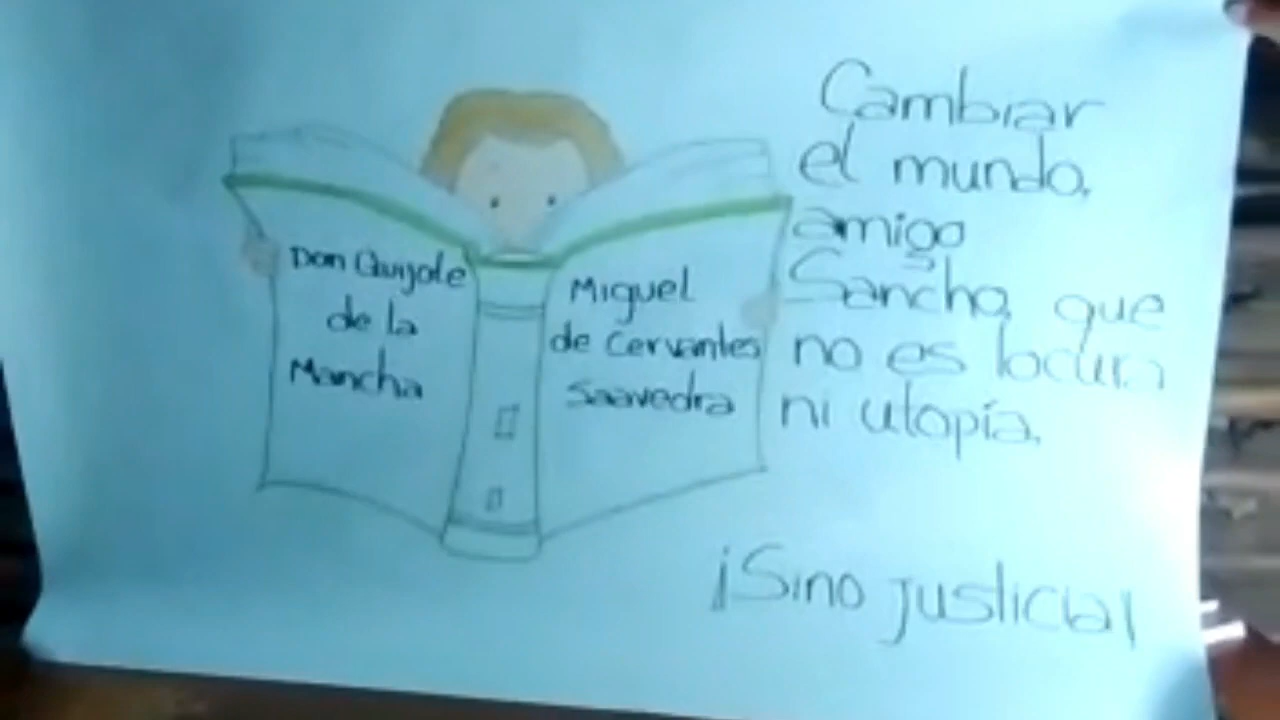 Don Quijote
de la
Mancha
Miguel
de Cervantes
Saavedra
Cambiar
el mundo,
amigo
Sancho, que
no es locura
ni utopía.
¡Sino justicia!